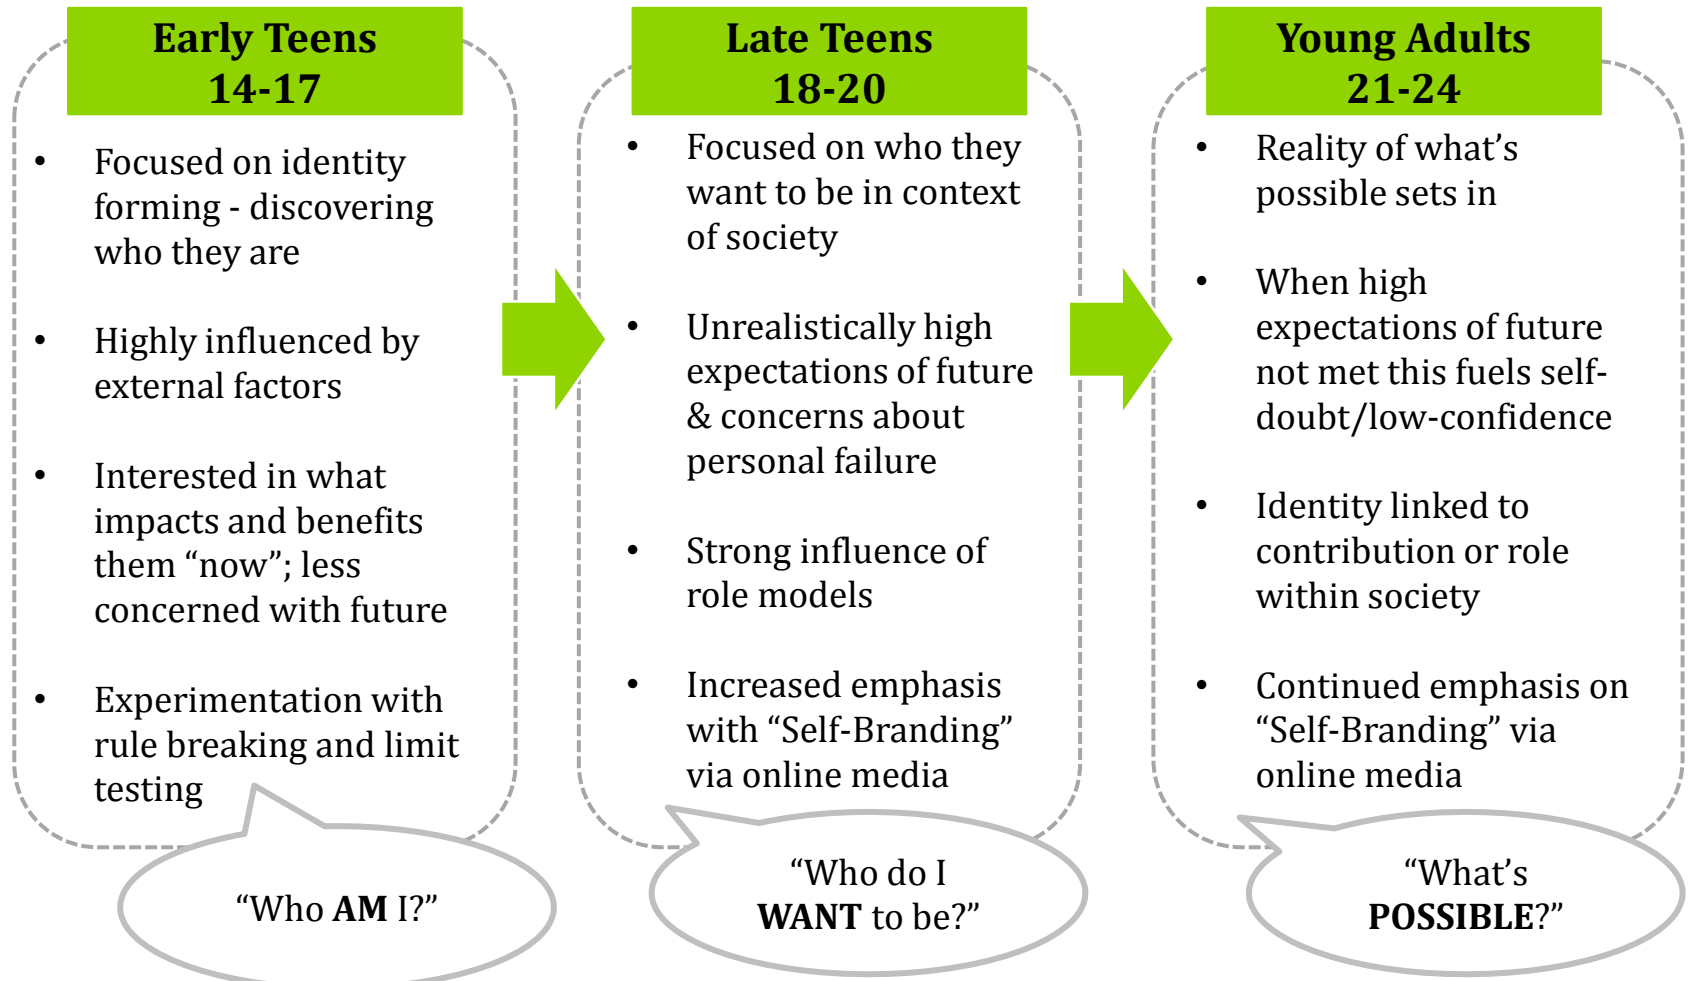 Early Teens
14-17
• Focused on identity
forming - discovering
who they are
• Highly influenced by
external factors
• Interested in what
impacts and benefits
them “now”; less
concerned with future
• Experimentation with
rule breaking and limit
testing
“Who AM I?”
Late Teens
18-20
• Focused on who they
want to be in context
of society
• Unrealistically high
expectations of future
& concerns about
personal failure
• Strong influence of
role models
• Increased emphasis
with “Self-Branding”
via online media
“Who do I
WANT to be?”
Young Adults
21-24
• Reality of what’s
possible sets in
• When high
expectations of future
not met this fuels self-
doubt/low-confidence
• Identity linked to
contribution or role
within society
• Continued emphasis on
“Self-Branding” via
online media
“What’s
POSSIBLE?”